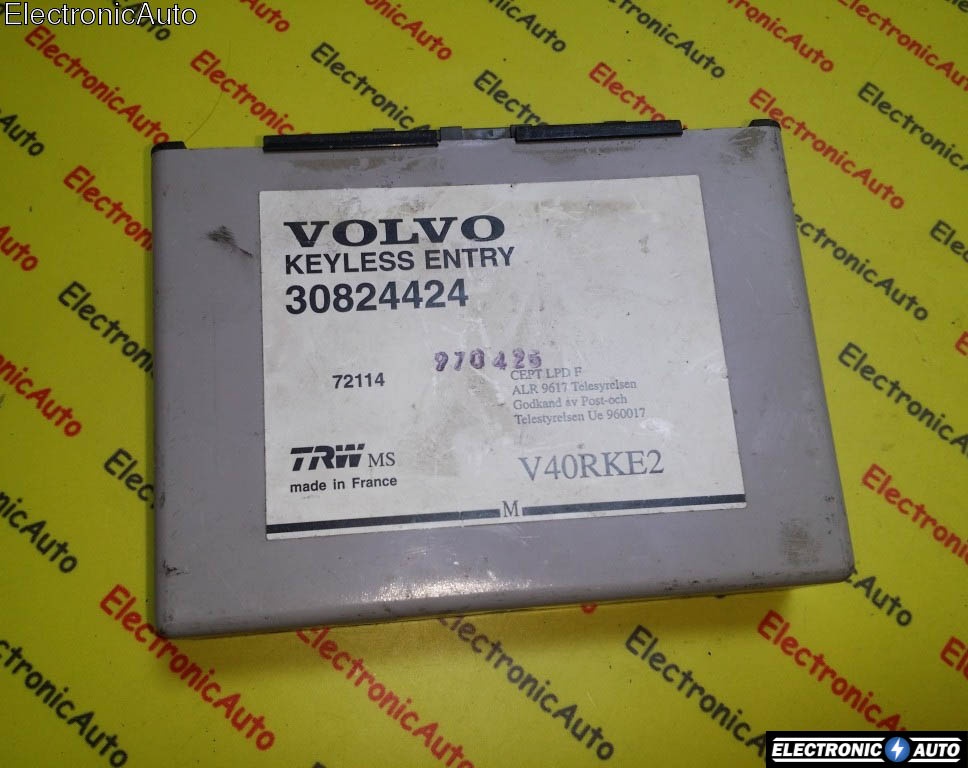 ElectronicAuto
VOLVO
KEYLESS ENTRY
30824424
72114
970425
CEPT LPD F
ALR 9617 Telesyrelsen
Godkand av Post-och
Telestyrelsen Ue 960017
TRW MS
made in France
V40RKE2
M
ELECTRONIC AUTO